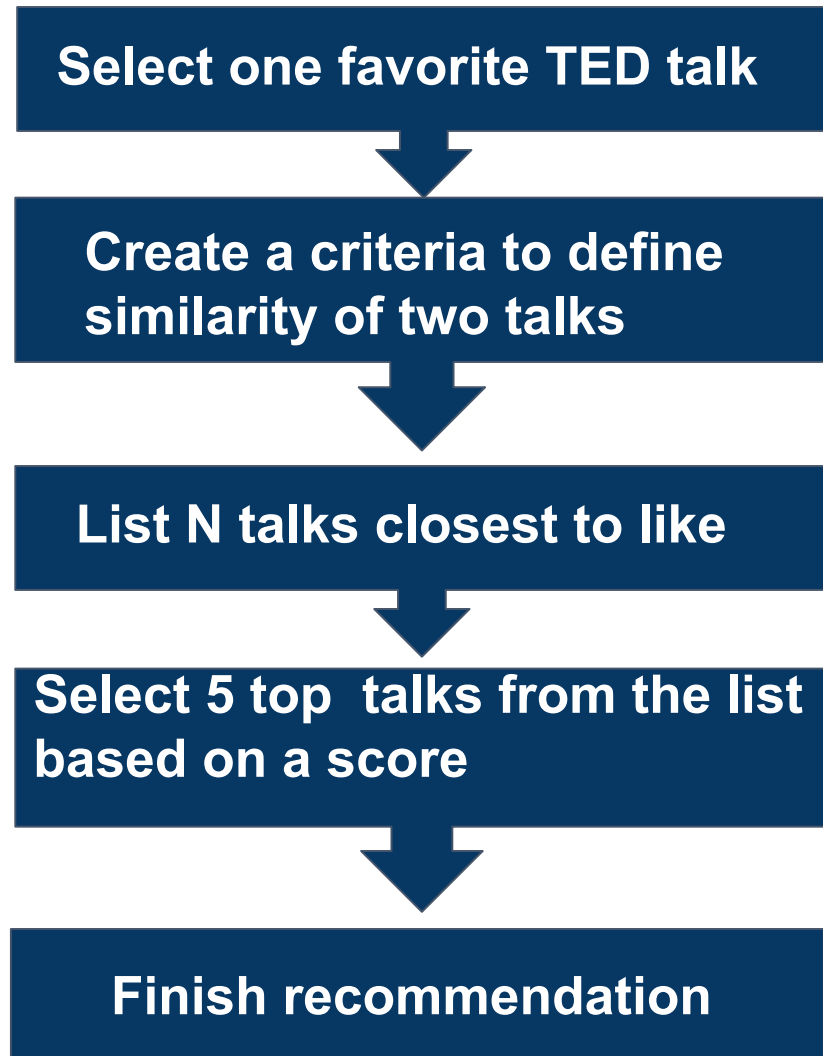 Select one favorite TED talk
Create a criteria to define
similarity of two talks
List N talks closest to like
Select 5 top  talks from the list
based on a score
Finish recommendation